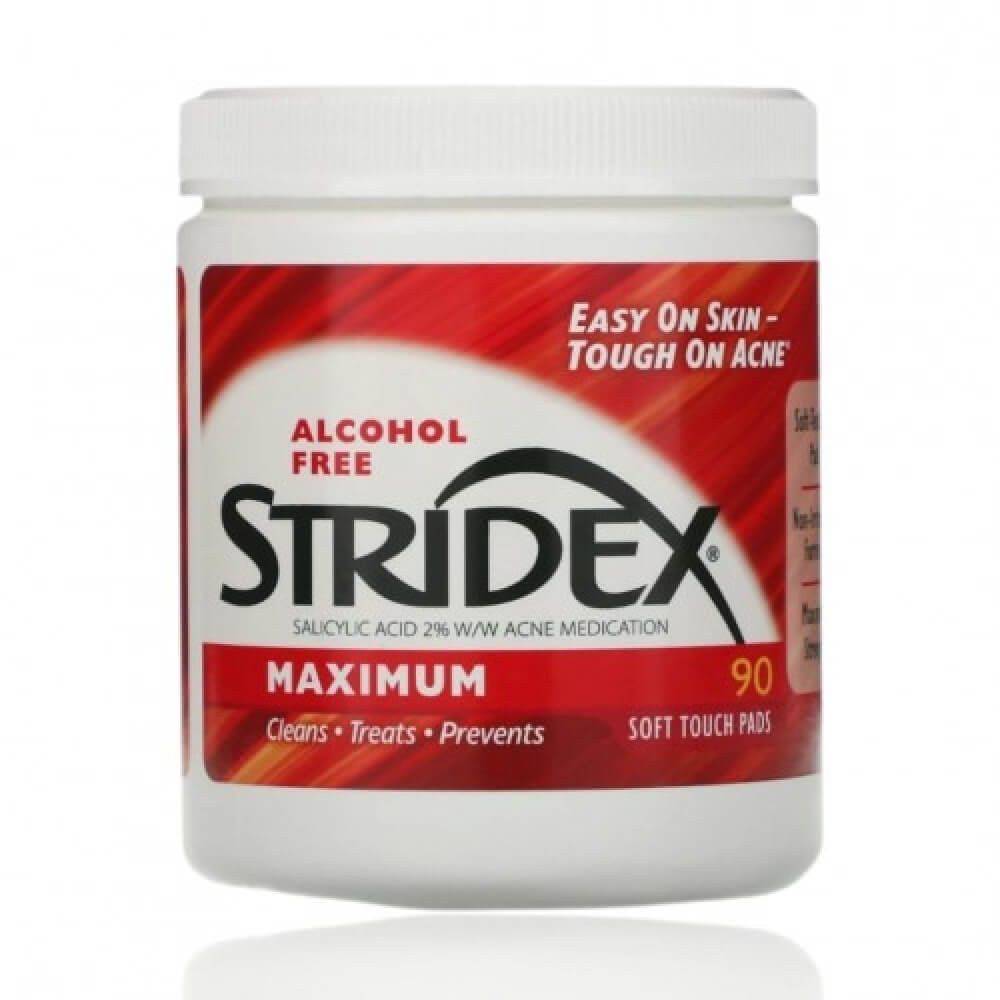 EASY ON SKIN -
TOUGH ON ACNE
ALCOHOL
FREE
STRIDEX®
SALICYLIC ACID 2% W/W ACNE MEDICATION
MAXIMUM
90
Cleans • Treats • Prevents
SOFT TOUCH PADS